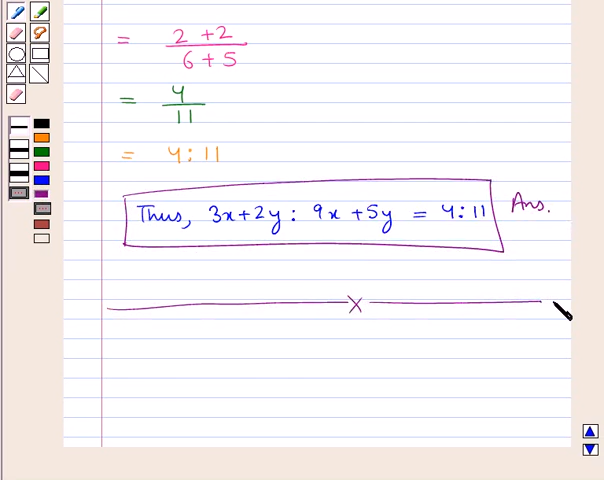 = 2 + 2
6 + 5
= 4
11
= 4 : 11
Thus, 3x + 2y : 9x + 5y = 4 : 11 Ans.
X